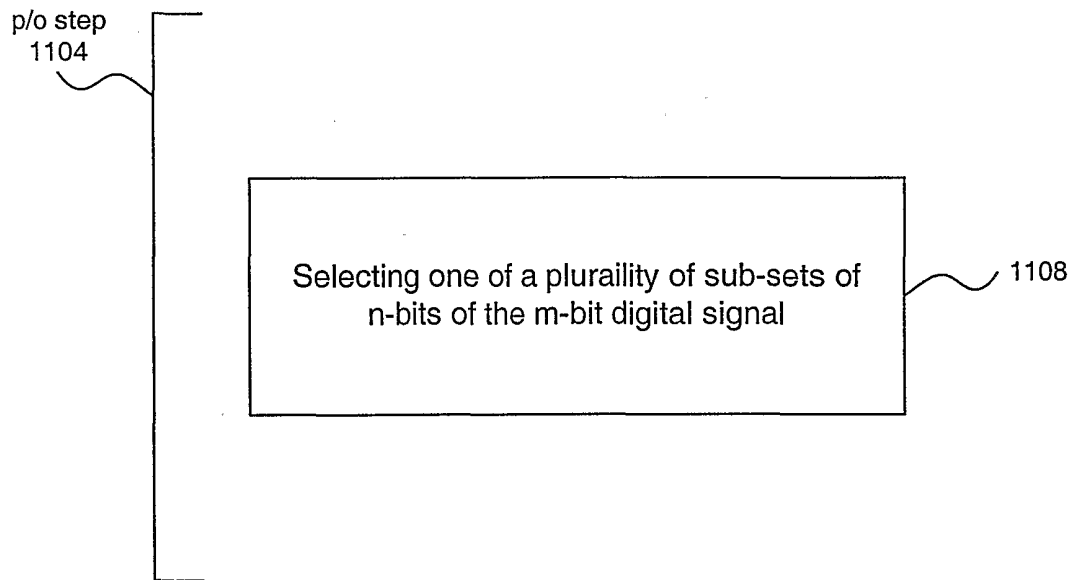 p/o step
1104
Selecting one of a pluraility of sub-sets of
n-bits of the m-bit digital signal
1108